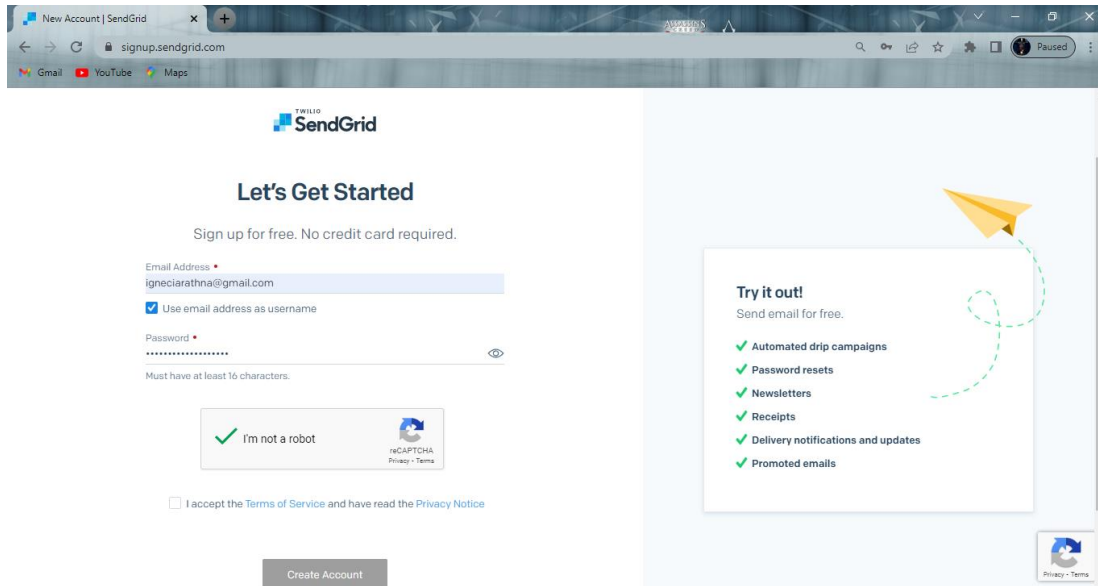 New Account | SendGrid
ASSASSINS
signup.sendgrid.com
Paused
Gmail YouTube Maps
TWILIO
SendGrid
Let's Get Started
Sign up for free. No credit card required.
Email Address •
igneciarathna@gmail.com
Use email address as username
Password •
•••••••••••••••••••
Must have at least 16 characters.
I'm not a robot
reCAPTCHA
Privacy - Terms
I accept the Terms of Service and have read the Privacy Notice
Create Account
Try it out!
Send email for free.
Automated drip campaigns
Password resets
Newsletters
Receipts
Delivery notifications and updates
Promoted emails
Privacy - Terms